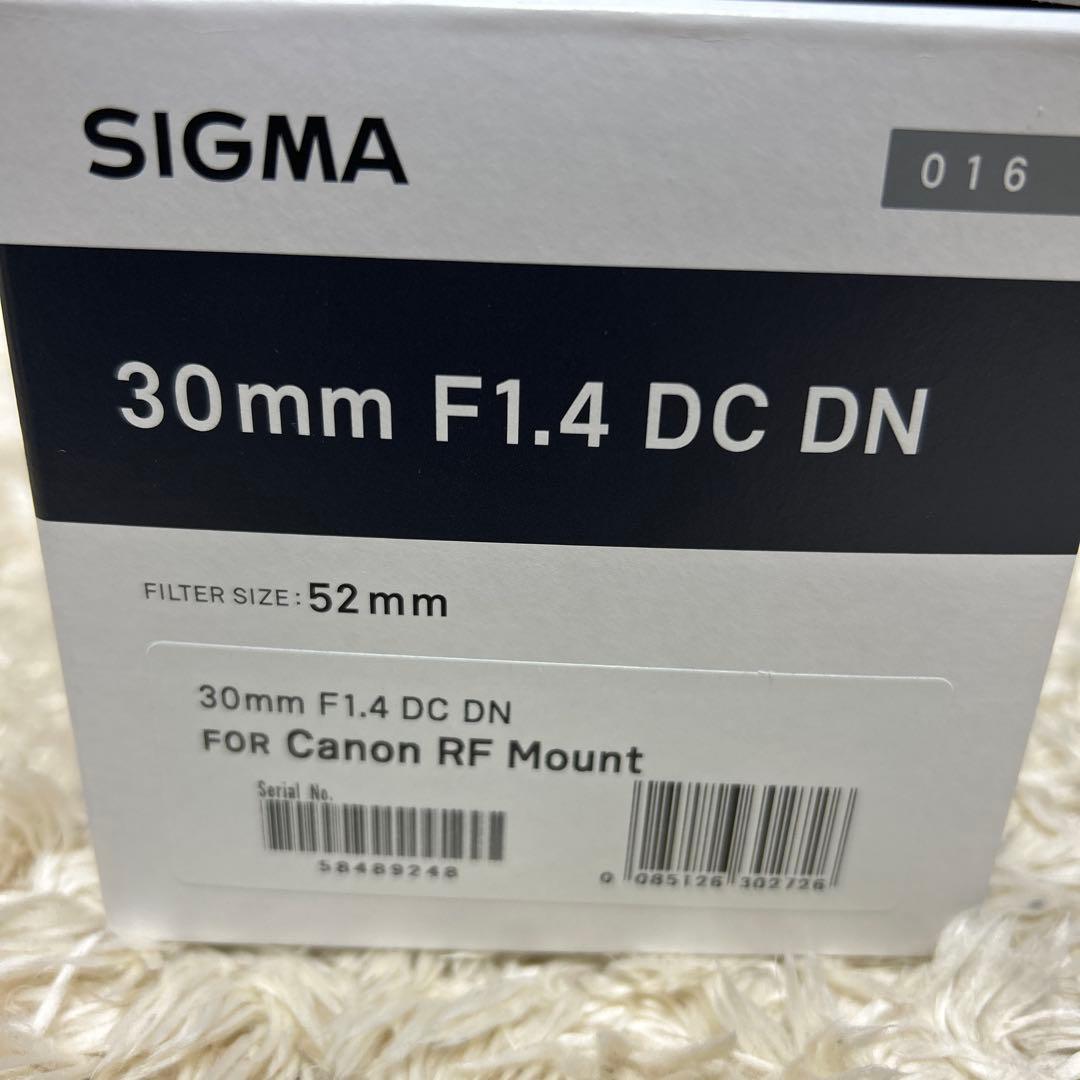 SIGMA
016
30mm F1.4 DC DN
FILTER SIZE: 52mm
30mm F1.4 DC DN
FOR Canon RF Mount
Serial No.
58489248
0 085126 302726